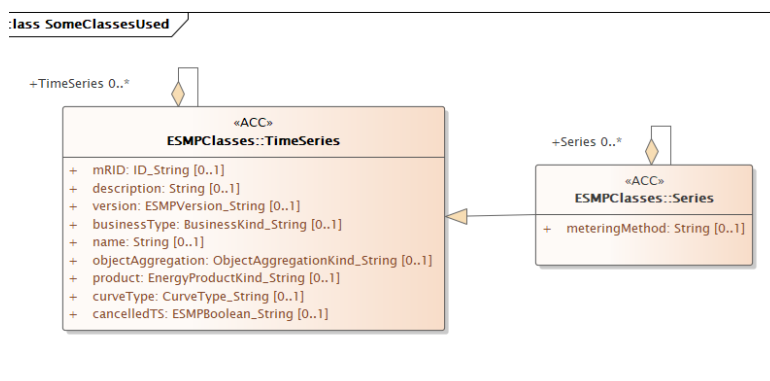 :lass SomeClassesUsed
+TimeSeries 0..*
«ACC»
ESMPClasses::TimeSeries
+ mRID: ID_String [0..1]
+ description: String [0..1]
+ version: ESMPVersion_String [0..1]
+ businessType: BusinessKind_String [0..1]
+ name: String [0..1]
+ objectAggregation: ObjectAggregationKind_String [0..1]
+ product: EnergyProductKind_String [0..1]
+ curveType: CurveType_String [0..1]
+ cancelledTS: ESMPBoolean_String [0..1]
+Series 0..*
«ACC»
ESMPClasses::Series
+ meteringMethod: String [0..1]